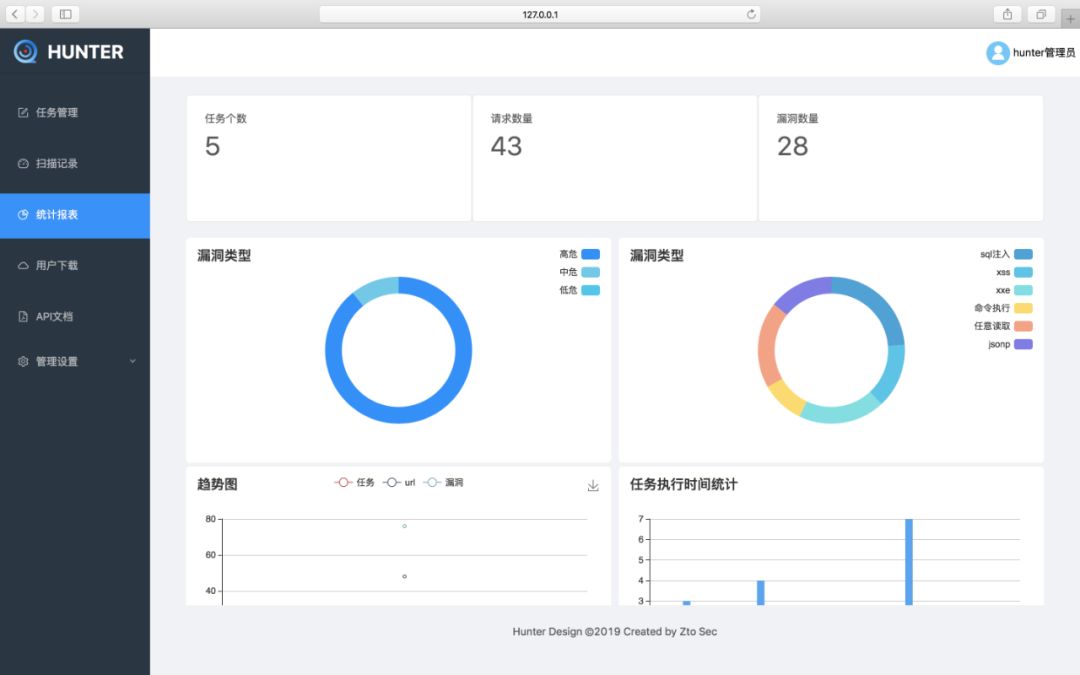 127.0.0.1
HUNTER
hunter管理员
任务管理
扫描记录
统计报表
用户下载
API文档
管理设置
任务个数
5
请求数量
43
漏洞数量
28
漏洞类型
高危
中危
低危
漏洞类型
sql注入
xss
xxe
命令执行
任意读取
jsonp
趋势图
任务 url 漏洞
80
60
40
任务执行时间统计
7
6
5
4
3
Hunter Design ©2019 Created by Zto Sec